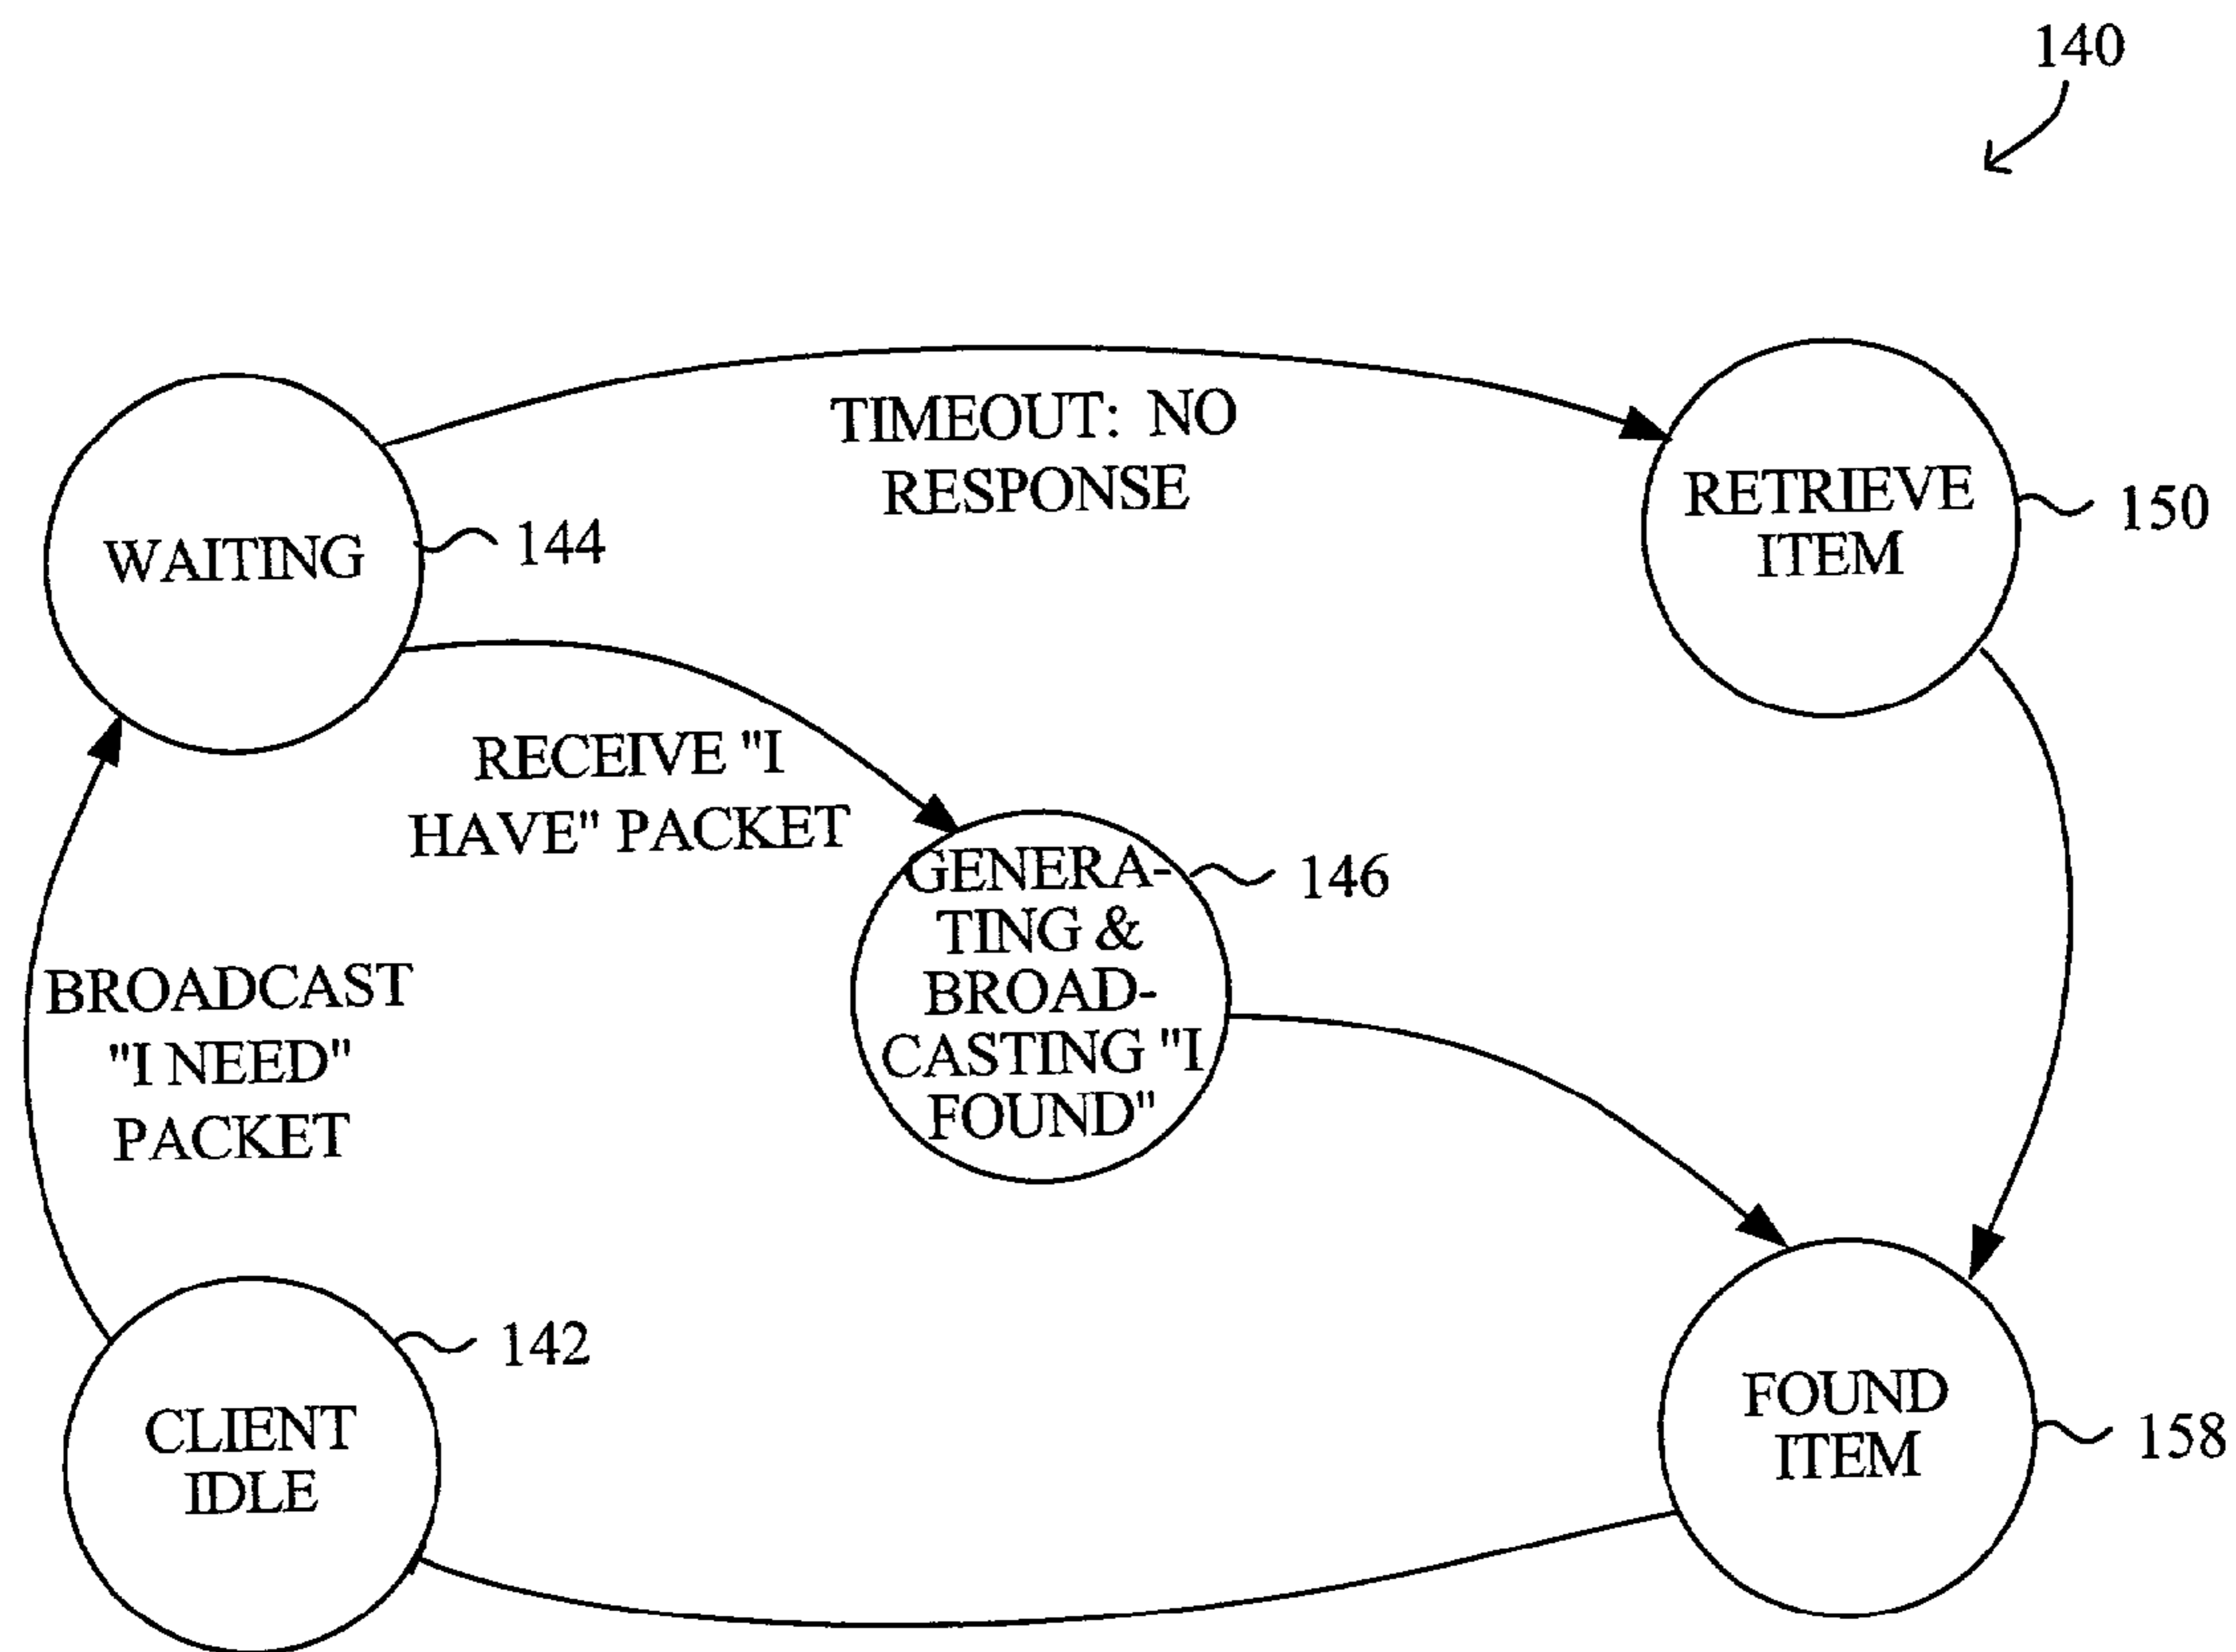 140
TIMEOUT: NO
RESPONSE
RETRIEVE
ITEM
150
WAITING
144
RECEIVE "I
HAVE" PACKET
GENERA-
TING &
BROAD-
CASTING "I
FOUND"
146
BROADCAST
"I NEED"
PACKET
142
CLIENT
IDLE
FOUND
ITEM
158